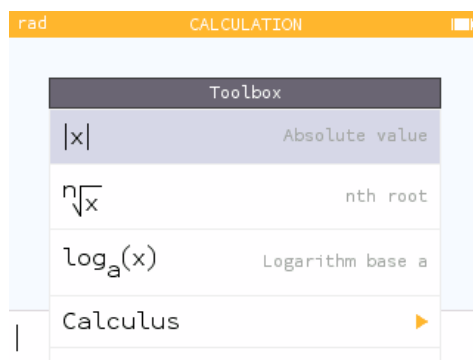 rad CALCULATION
Toolbox
|x| Absolute value
ⁿ√x nth root
logₐ(x) Logarithm base a
Calculus